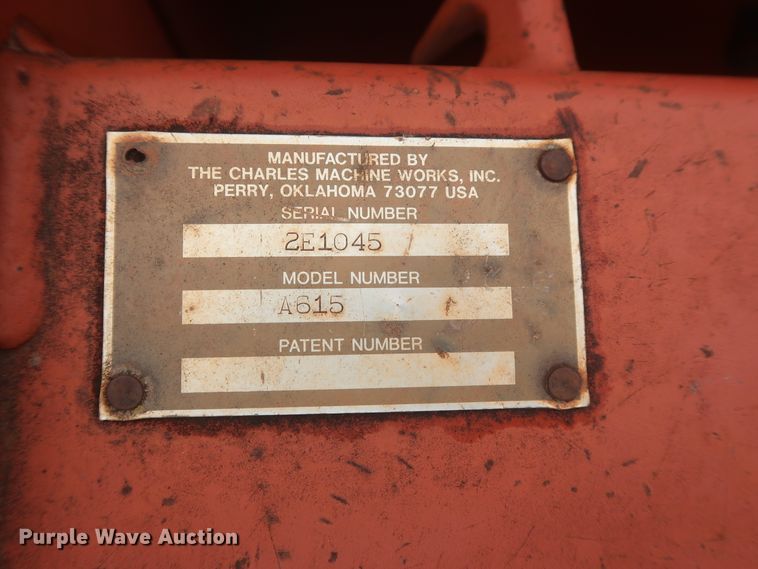 MANUFACTURED BY
THE CHARLES MACHINE WORKS, INC.
PERRY, OKLAHOMA 73077 USA
SERIAL NUMBER
2E1045
MODEL NUMBER
A615
PATENT NUMBER
Purple Wave Auction®